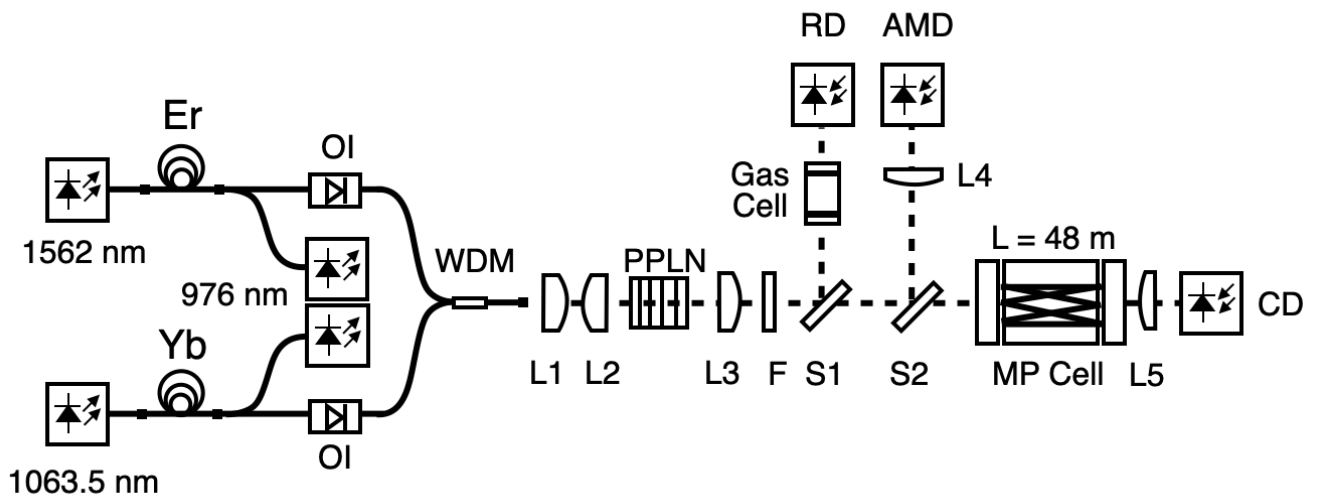 RD
AMD
Er
OI
Gas
Cell
L4
1562 nm
WDM
PPLN
L = 48 m
976 nm
CD
Yb
L1
L2
L3
F
S1
S2
MP Cell
L5
OI
1063.5 nm